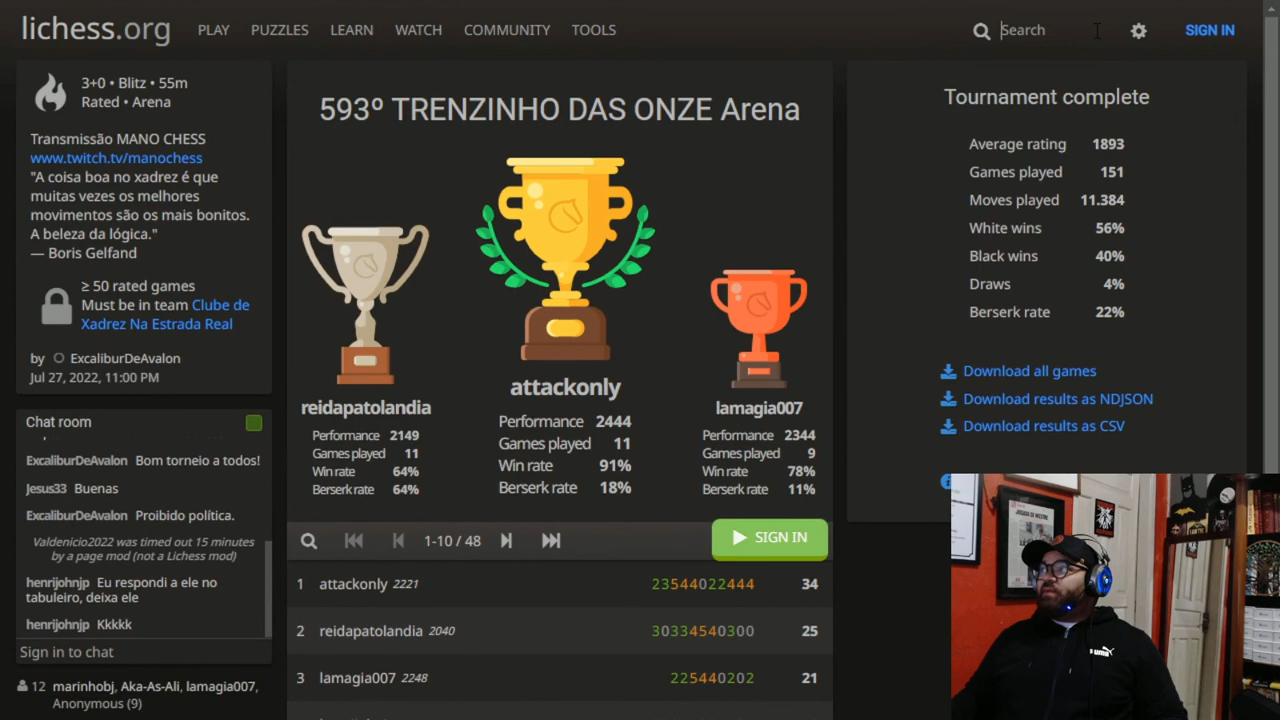 lichess.org PLAY PUZZLES LEARN WATCH COMMUNITY TOOLS Search SIGN IN
3+0 • Blitz • 55m
Rated • Arena
Transmissão MANO CHESS
www.twitch.tv/manochess
"A coisa boa no xadrez é que
muitas vezes os melhores
movimentos são os mais bonitos.
A beleza da lógica."
— Boris Gelfand
≥ 50 rated games
Must be in team Clube de
Xadrez Na Estrada Real
by ExcaliburDeAvalon
Jul 27, 2022, 11:00 PM
Chat room
ExcaliburDeAvalon Bom torneio a todos!
Jesus33 Buenas
ExcaliburDeAvalon Proibido política.
Valdenicio2022 was timed out 15 minutes
by a page mod (not a Lichess mod)
henrijohnjp Eu respondi a ele no
tabuleiro, deixa ele
henrijohnjp Kkkkk
Sign in to chat
12 marinhobj, Aka-As-Ali, lamagia007,
Anonymous (9)
593º TRENZINHO DAS ONZE Arena
reidapatolandia
Performance 2149
Games played 11
Win rate 64%
Berserk rate 64%
attackonly
Performance 2444
Games played 11
Win rate 91%
Berserk rate 18%
lamagia007
Performance 2344
Games played 9
Win rate 78%
Berserk rate 11%
1-10 / 48 SIGN IN
1 attackonly 2221 23544022444 34
2 reidapatolandia 2040 30334540300 25
3 lamagia007 2248 225440202 21
Tournament complete
Average rating 1893
Games played 151
Moves played 11.384
White wins 56%
Black wins 40%
Draws 4%
Berserk rate 22%
Download all games
Download results as NDJSON
Download results as CSV
PUMA